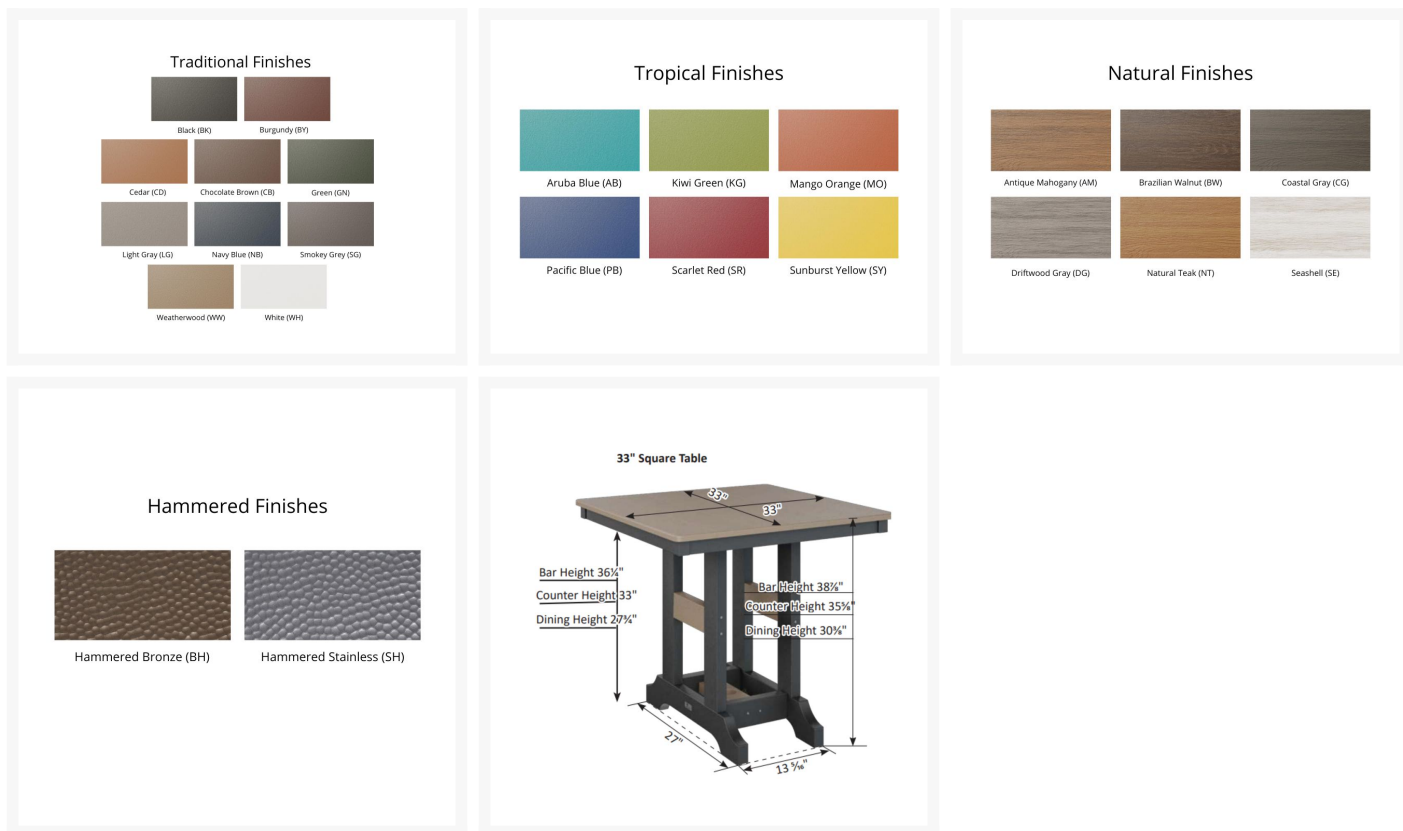 Traditional Finishes
Black (BK)
Burgundy (BY)
Cedar (CD)
Chocolate Brown (CB)
Green (GN)
Light Gray (LG)
Navy Blue (NB)
Smokey Grey (SG)
Weatherwood (WW)
White (WH)
Tropical Finishes
Aruba Blue (AB)
Kiwi Green (KG)
Mango Orange (MO)
Pacific Blue (PB)
Scarlet Red (SR)
Sunburst Yellow (SY)
Natural Finishes
Antique Mahogany (AM)
Brazilian Walnut (BW)
Coastal Gray (CG)
Driftwood Gray (DG)
Natural Teak (NT)
Seashell (SE)
Hammered Finishes
Hammered Bronze (BH)
Hammered Stainless (SH)
33" Square Table
33"
33"
Bar Height 36¼"
Counter Height 33"
Dining Height 27¾"
Bar Height 38⅞"
Counter Height 35⅝"
Dining Height 30⅜"
27"
13 ⁵⁄₁₆"